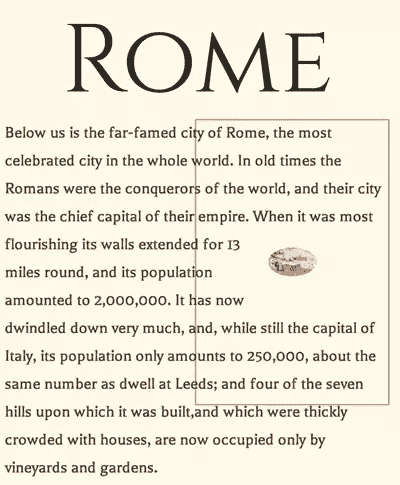 ROME
Below us is the far-famed city of Rome, the most
celebrated city in the whole world. In old times the
Romans were the conquerors of the world, and their city
was the chief capital of their empire. When it was most
flourishing its walls extended for 13
miles round, and its population
amounted to 2,000,000. It has now
dwindled down very much, and, while still the capital of
Italy, its population only amounts to 250,000, about the
same number as dwell at Leeds; and four of the seven
hills upon which it was built,and which were thickly
crowded with houses, are now occupied only by
vineyards and gardens.